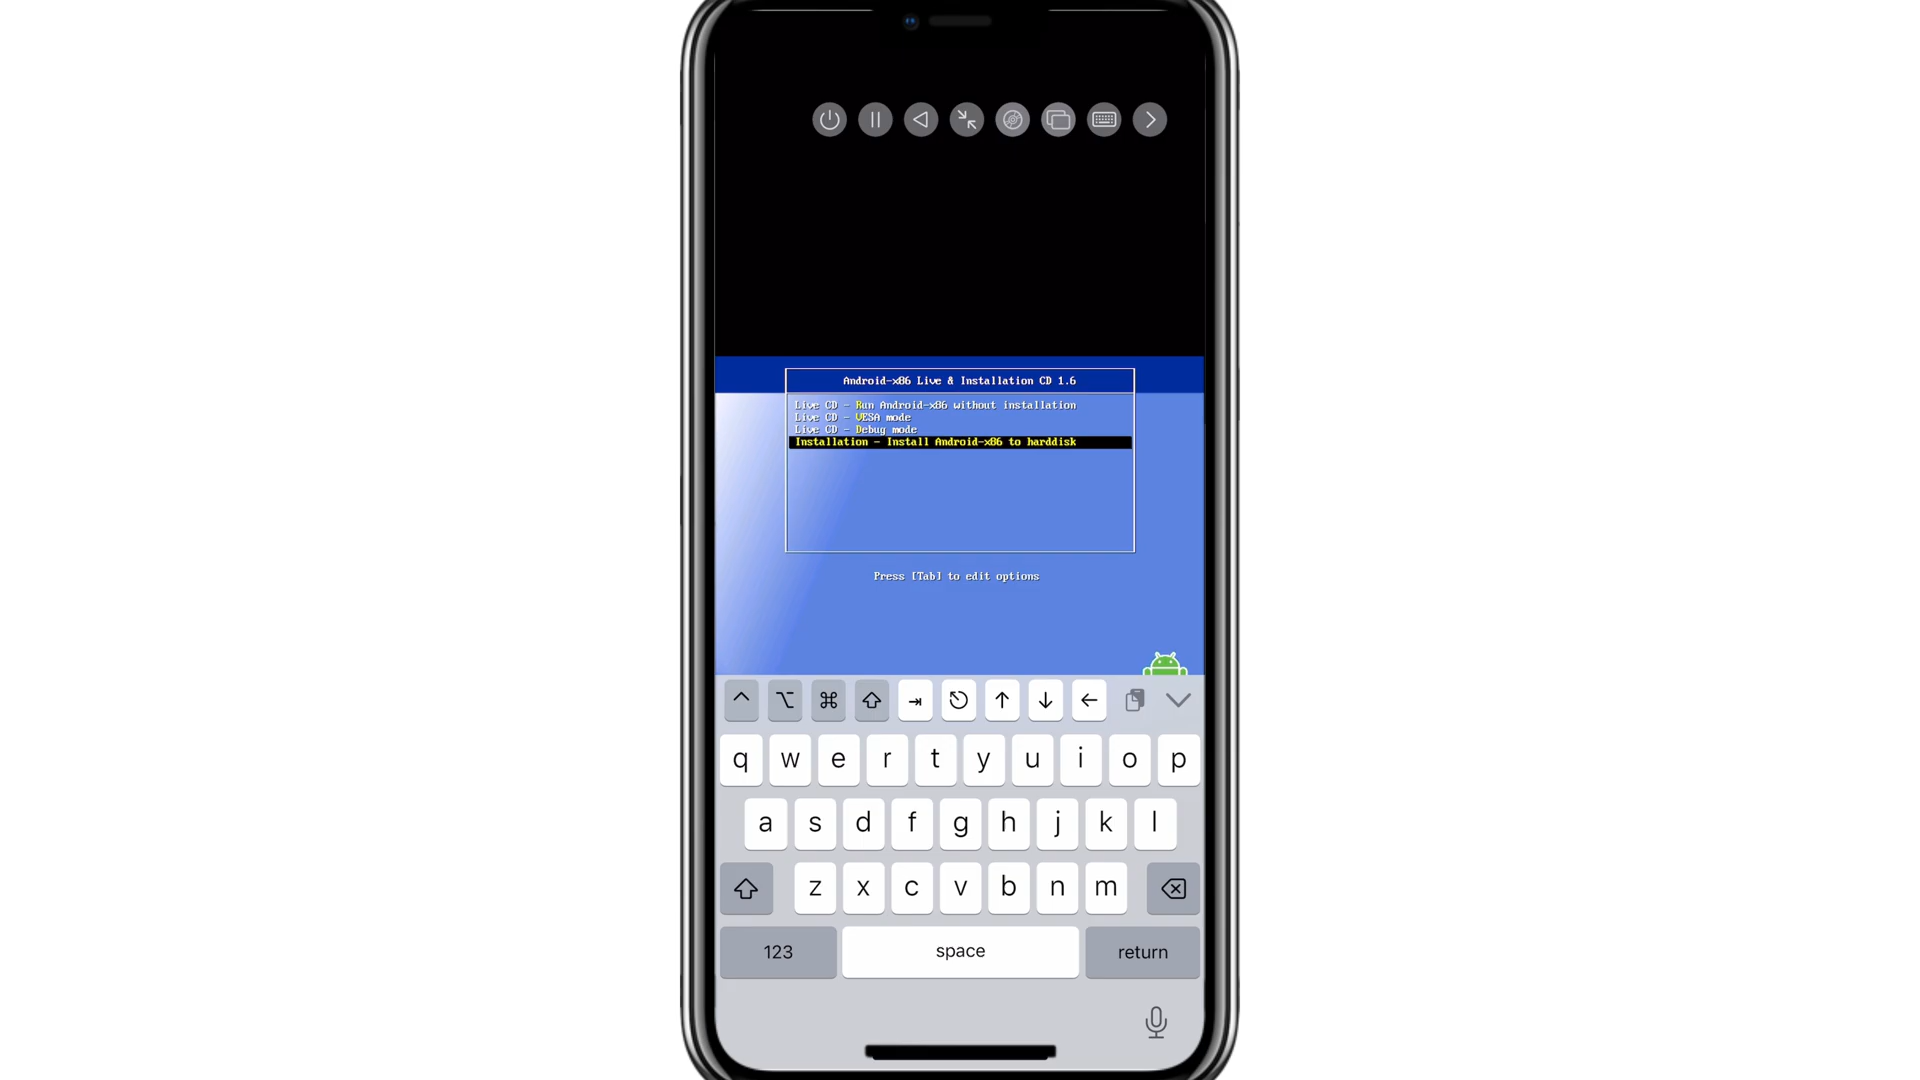 Android-x86 Live & Installation CD 1.6
Live CD - Run Android-x86 without installation
Live CD - VESA mode
Live CD - Debug mode
Installation - Install Android-x86 to harddisk
Press [Tab] to edit options
q w e r t y u i o p
a s d f g h j k l
z x c v b n m
123 space return